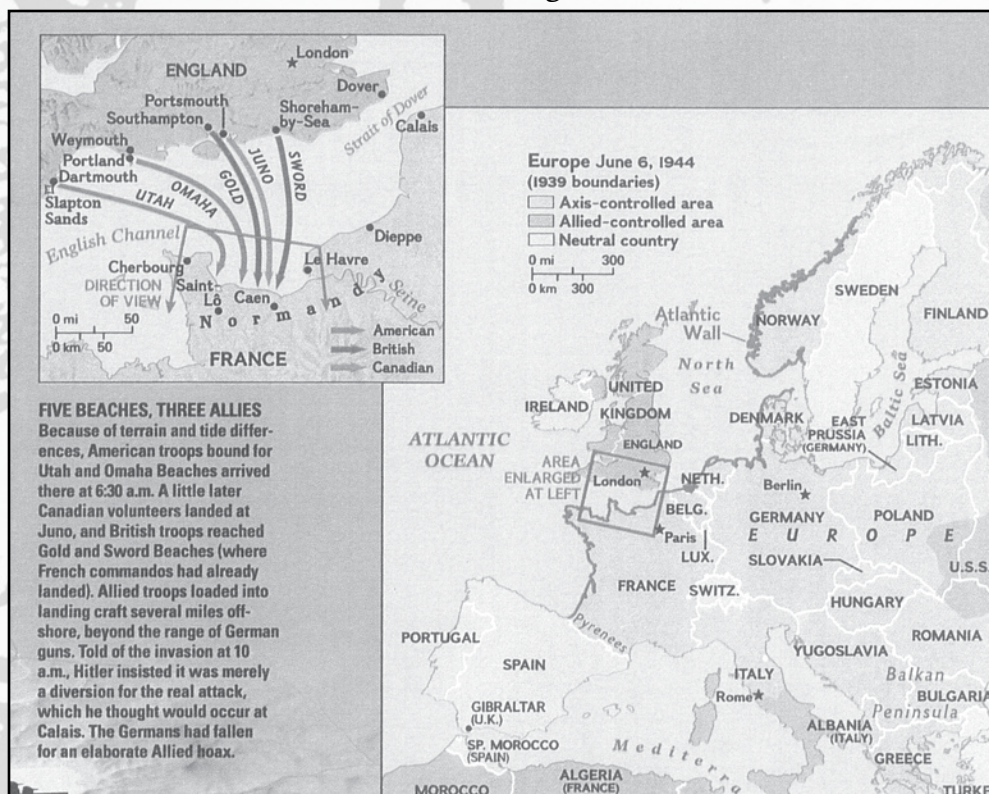 London
ENGLAND
Dover
Portsmouth
Southampton
Shoreham-
by-Sea
Strait of Dover
Calais
Weymouth
Portland
Dartmouth
Slapton
Sands
UTAH
OMAHA
GOLD
JUNO
SWORD
English Channel
Dieppe
Cherbourg
Le Havre
DIRECTION
OF VIEW
Saint-
Lô
Caen
Seine
Normandy
0 mi 50
0 km 50
FRANCE
American
British
Canadian
FIVE BEACHES, THREE ALLIES
Because of terrain and tide differ-
ences, American troops bound for
Utah and Omaha Beaches arrived
there at 6:30 a.m. A little later
Canadian volunteers landed at
Juno, and British troops reached
Gold and Sword Beaches (where
French commandos had already
landed). Allied troops loaded into
landing craft several miles off-
shore, beyond the range of German
guns. Told of the invasion at 10
a.m., Hitler insisted it was merely
a diversion for the real attack,
which he thought would occur at
Calais. The Germans had fallen
for an elaborate Allied hoax.
Europe June 6, 1944
(1939 boundaries)
Axis-controlled area
Allied-controlled area
Neutral country
0 mi 300
0 km 300
Atlantic
Wall
NORWAY
SWEDEN
FINLAND
North
Sea
Baltic Sea
ESTONIA
LATVIA
LITH.
EAST
PRUSSIA
(GERMANY)
DENMARK
IRELAND
UNITED
KINGDOM
ENGLAND
ATLANTIC
OCEAN
AREA
ENLARGED
AT LEFT
London
NETH.
BELG.
Paris
LUX.
Berlin
GERMANY
POLAND
EUROPE
SLOVAKIA
U.S.S.
FRANCE
SWITZ.
HUNGARY
ROMANIA
Pyrenees
PORTUGAL
SPAIN
ITALY
Rome
YUGOSLAVIA
Balkan
Peninsula
BULGARIA
ALBANIA
(ITALY)
GREECE
GIBRALTAR
(U.K.)
SP. MOROCCO
(SPAIN)
Mediterra
MOROCCO
ALGERIA
(FRANCE)
TURKE